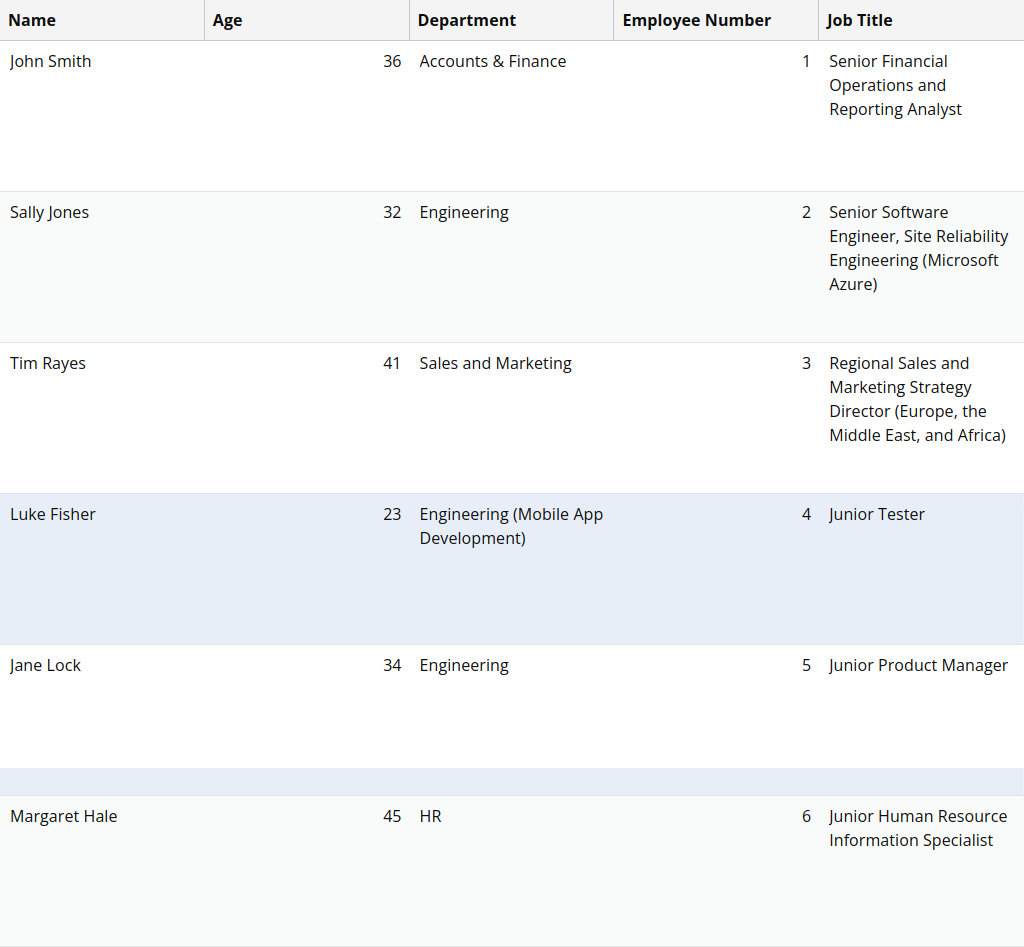 Name Age Department Employee Number Job Title
John Smith 36 Accounts & Finance 1 Senior Financial
Operations and
Reporting Analyst
Sally Jones 32 Engineering 2 Senior Software
Engineer, Site Reliability
Engineering (Microsoft
Azure)
Tim Rayes 41 Sales and Marketing 3 Regional Sales and
Marketing Strategy
Director (Europe, the
Middle East, and Africa)
Luke Fisher 23 Engineering (Mobile App 4 Junior Tester
Development)
Jane Lock 34 Engineering 5 Junior Product Manager
Margaret Hale 45 HR 6 Junior Human Resource
Information Specialist